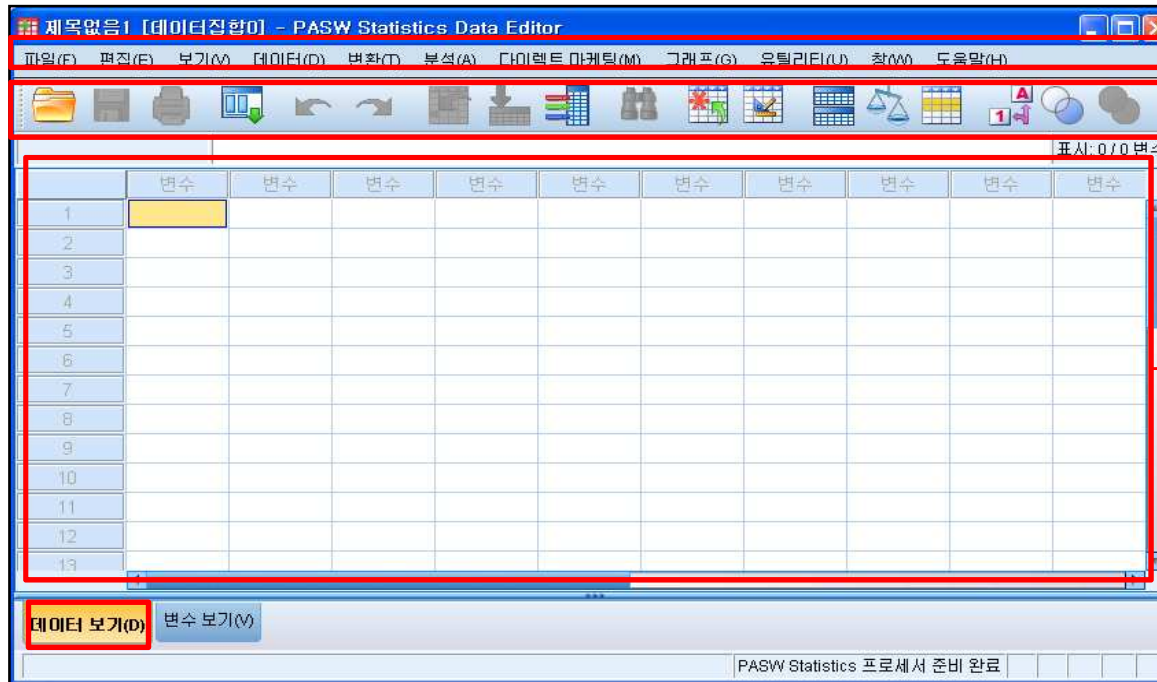 제목없음1 [데이터집합0] - PASW Statistics Data Editor
파일(F) 편집(E) 보기(V) 데이터(D) 변환(T) 분석(A) 다이렉트 마케팅(M) 그래프(G) 유틸리티(U) 창(W) 도움말(H)
1 A
표시: 0 / 0 변수
변수 변수 변수 변수 변수 변수 변수 변수 변수 변수
1
2
3
4
5
6
7
8
9
10
11
12
13
데이터 보기(D) 변수 보기(V)
PASW Statistics 프로세서 준비 완료